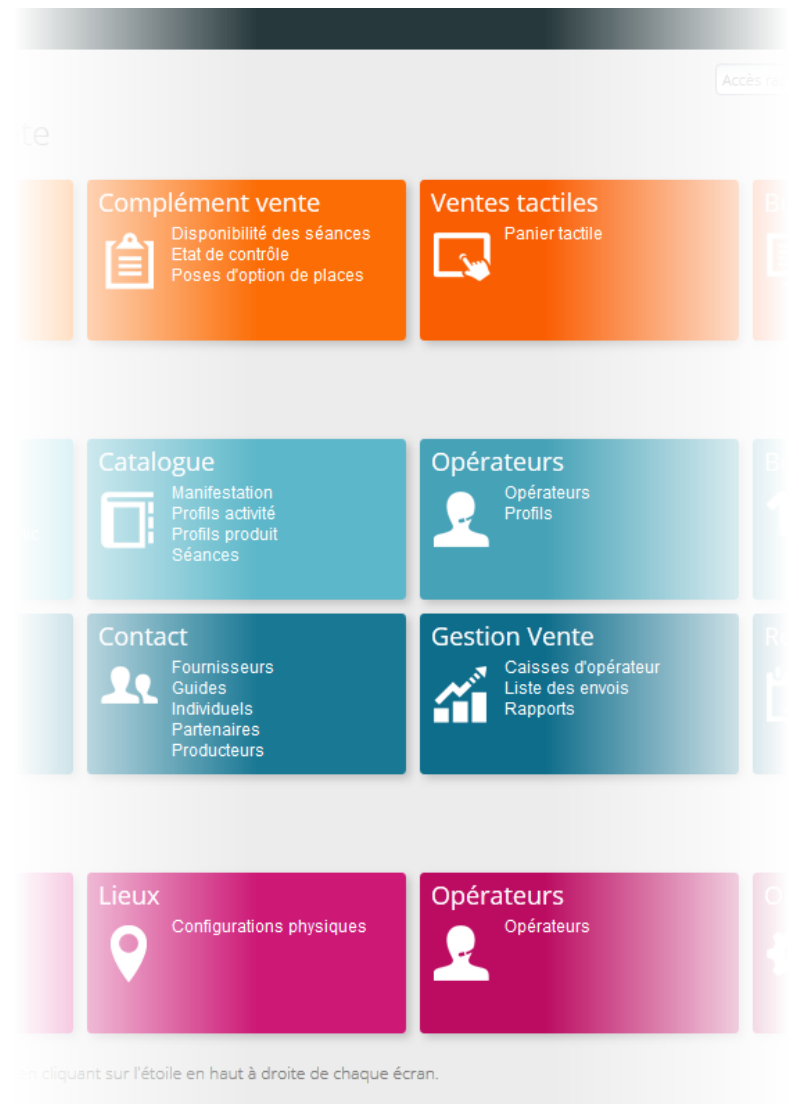 Accès
te
Complément vente
Disponibilité des séances
Etat de contrôle
Poses d'option de places
Ventes tactiles
Panier tactile
Catalogue
Manifestation
Profils activité
Profils produit
Séances
Opérateurs
Opérateurs
Profils
Contact
Fournisseurs
Guides
Individuels
Partenaires
Producteurs
Gestion Vente
Caisses d'opérateur
Liste des envois
Rapports
Lieux
Configurations physiques
Opérateurs
Opérateurs
cliquant sur l'étoile en haut à droite de chaque écran.